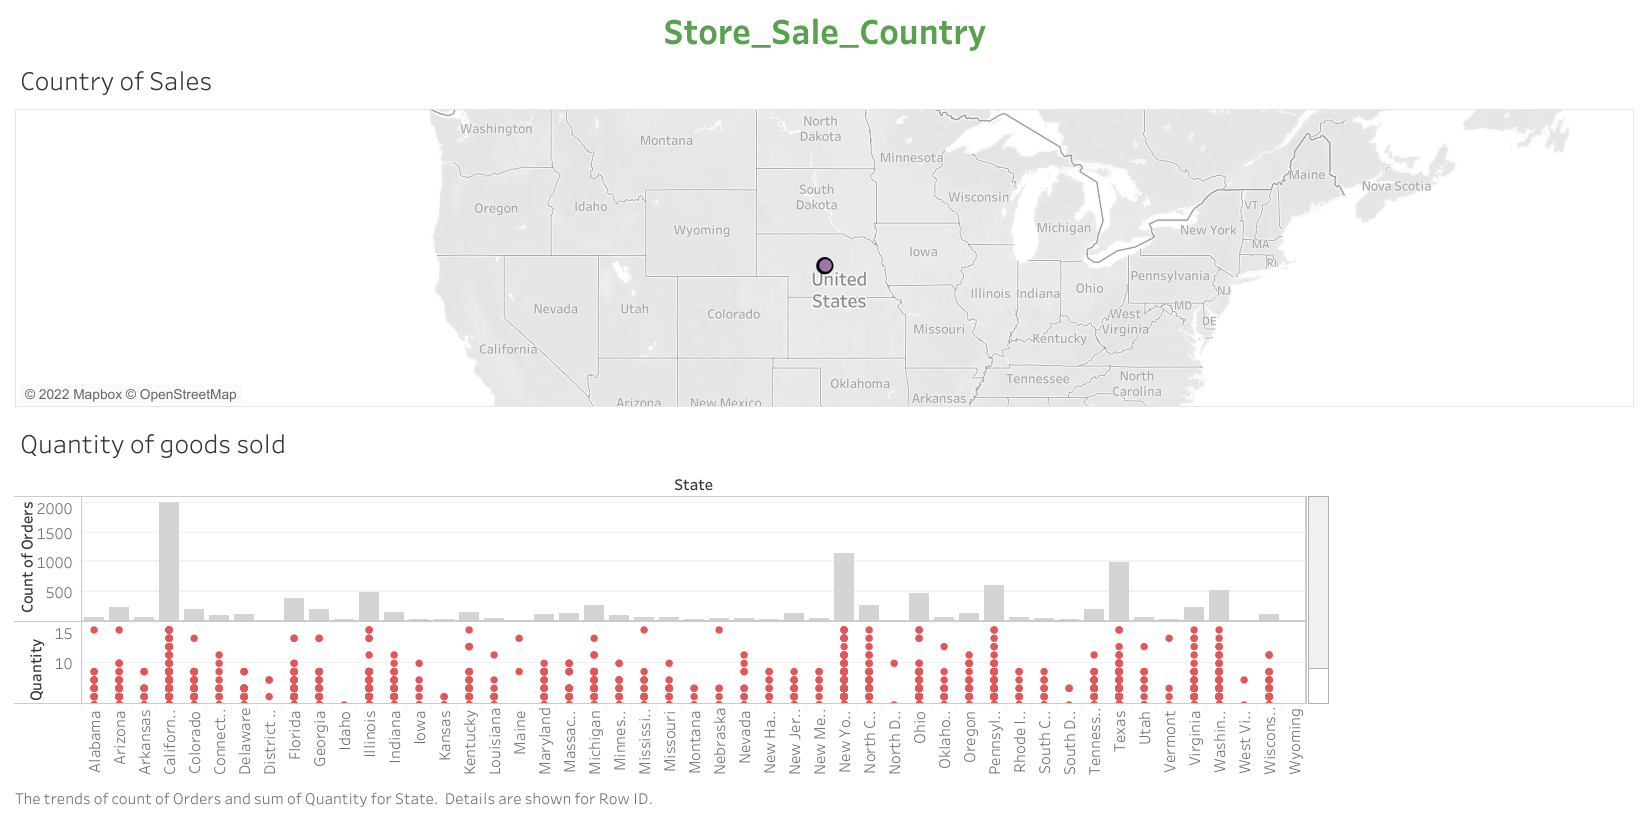 Store_Sale_Country
Country of Sales
Washington
Montana
North
Dakota
Minnesota
Maine
Nova Scotia
Oregon
Idaho
South
Dakota
Wisconsin
VT
Wyoming
Michigan
New York
MA
RI
Iowa
United
States
Pennsylvania
Nevada
Utah
Colorado
Illinois
Indiana
Ohio
NJ
MD
West
Virginia
DE
California
Missouri
Kentucky
Oklahoma
Tennessee
North
Carolina
Arizona
New Mexico
Arkansas
© 2022 Mapbox © OpenStreetMap
Quantity of goods sold
State
Count of Orders
2000
1500
1000
500
Quantity
15
10
Alabama
Arizona
Arkansas
Californ..
Colorado
Connect..
Delaware
District ..
Florida
Georgia
Idaho
Illinois
Indiana
Iowa
Kansas
Kentucky
Louisiana
Maine
Maryland
Massac..
Michigan
Minnes..
Mississi..
Missouri
Montana
Nebraska
Nevada
New Ha..
New Jer..
New Me..
New Yo..
North C..
North D..
Ohio
Oklaho..
Oregon
Pennsyl..
Rhode I..
South C..
South D..
Tenness..
Texas
Utah
Vermont
Virginia
Washin..
West Vi..
Wiscons..
Wyoming
The trends of count of Orders and sum of Quantity for State.  Details are shown for Row ID.